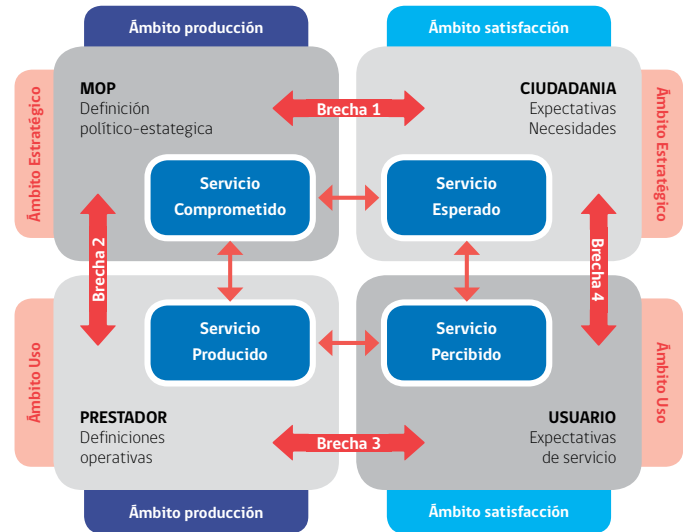 Ámbito producción
Ámbito satisfacción
Ámbito Estratégico
MOP
Definición
político-estategica
Brecha 1
CIUDADANIA
Expectativas
Necesidades
Ámbito Estratégico
Servicio
Comprometido
Servicio
Esperado
Brecha 2
Brecha 4
Ámbito Uso
Servicio
Producido
Servicio
Percibido
Ámbito Uso
PRESTADOR
Definiciones
operativas
Brecha 3
USUARIO
Expectativas
de servicio
Ámbito producción
Ámbito satisfacción